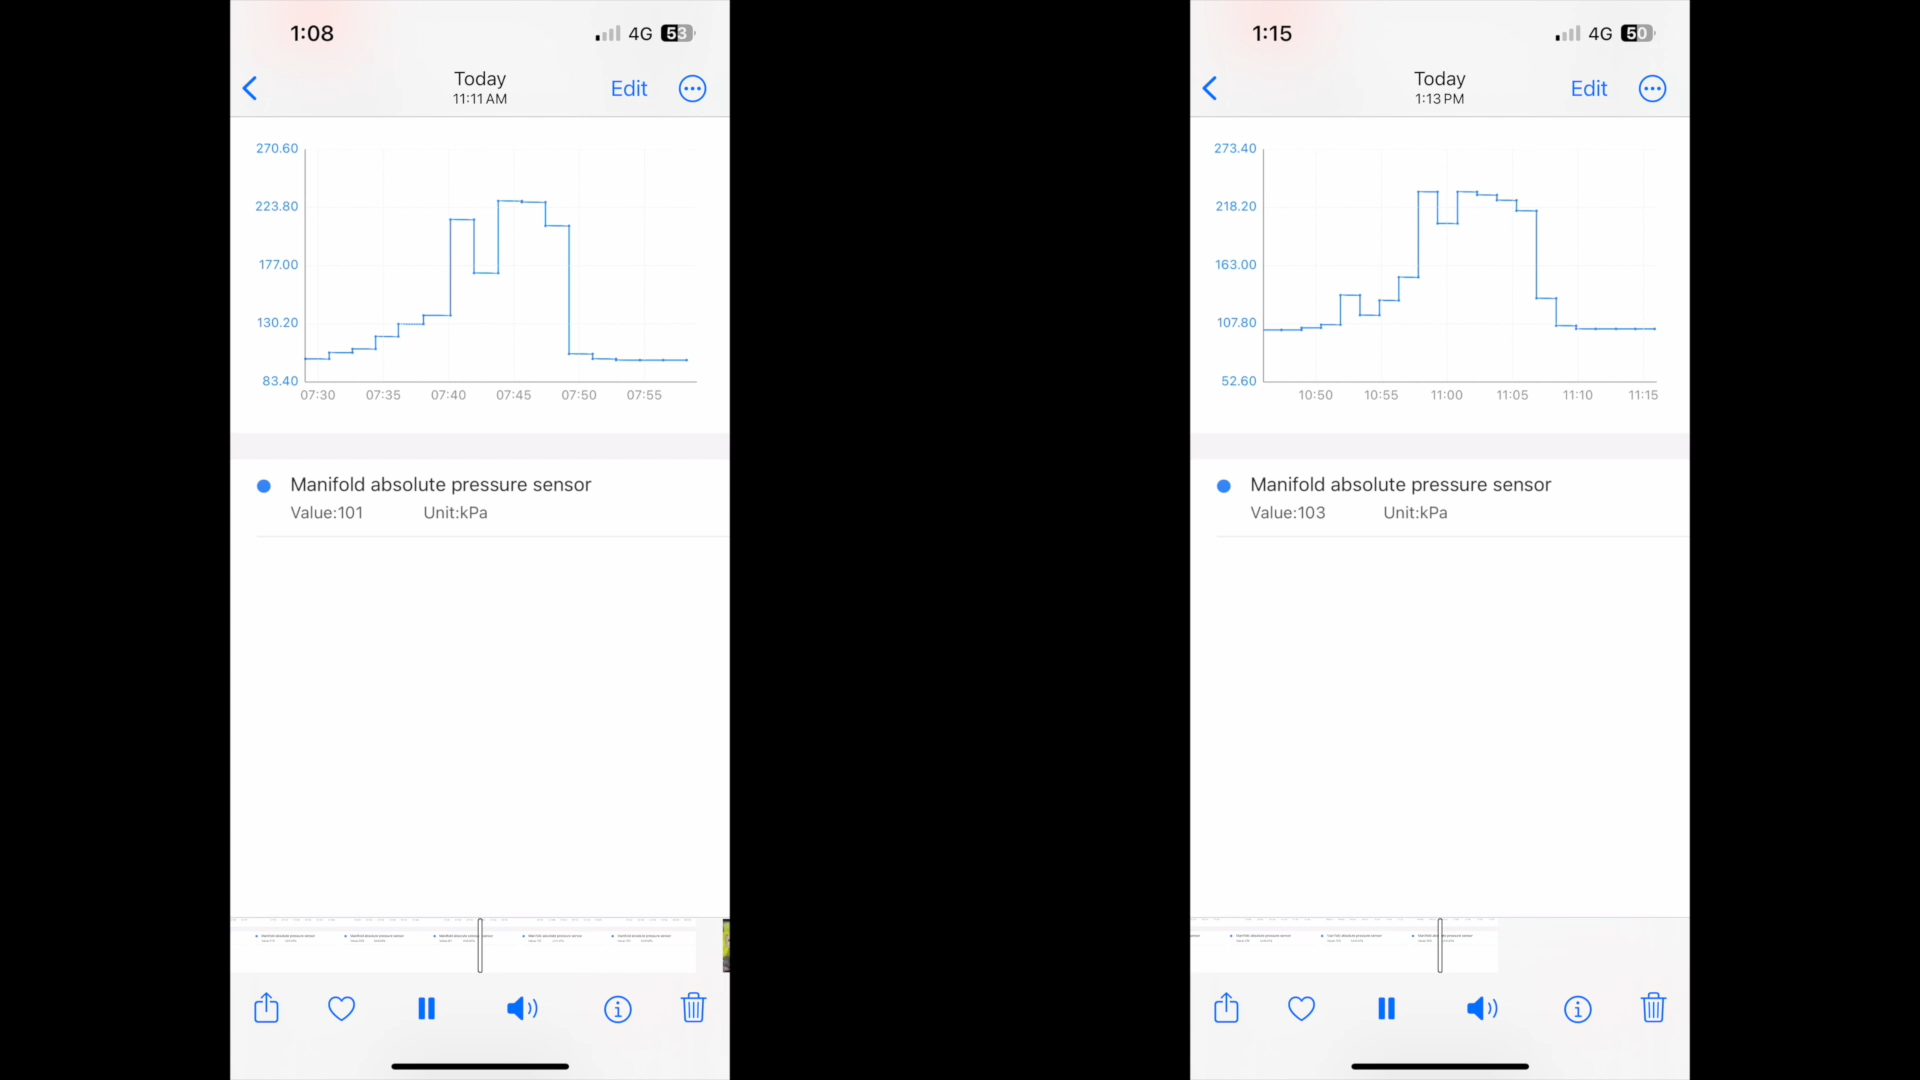 1:08
4G 53
Today
11:11 AM
Edit
270.60
223.80
177.00
130.20
83.40
07:30 07:35 07:40 07:45 07:50 07:55
Manifold absolute pressure sensor
Value:101 Unit:kPa
1:15
4G 50
Today
1:13 PM
Edit
273.40
218.20
163.00
107.80
52.60
10:50 10:55 11:00 11:05 11:10 11:15
Manifold absolute pressure sensor
Value:103 Unit:kPa